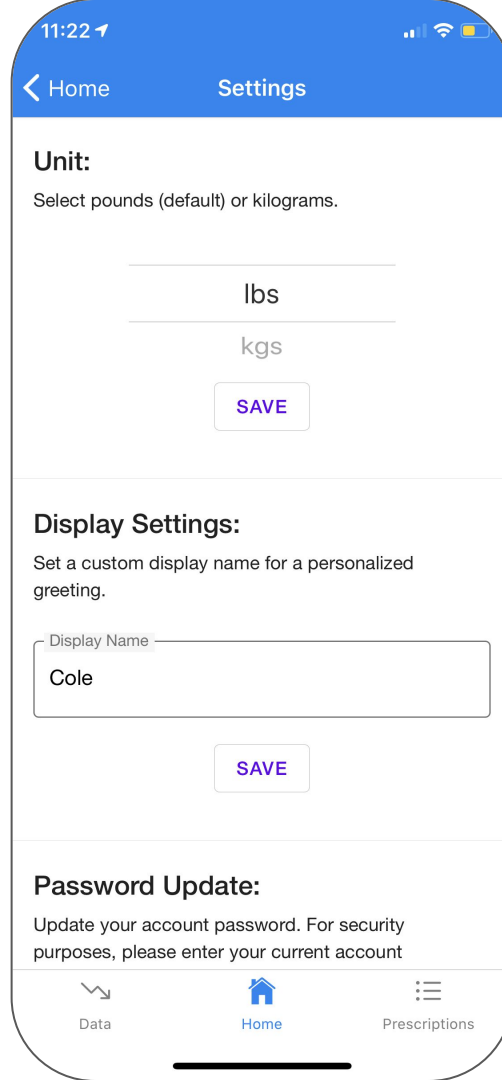 11:22
Home
Settings
Unit:
Select pounds (default) or kilograms.
lbs
kgs
SAVE
Display Settings:
Set a custom display name for a personalized
greeting.
Display Name
Cole
SAVE
Password Update:
Update your account password. For security
purposes, please enter your current account
Data
Home
Prescriptions